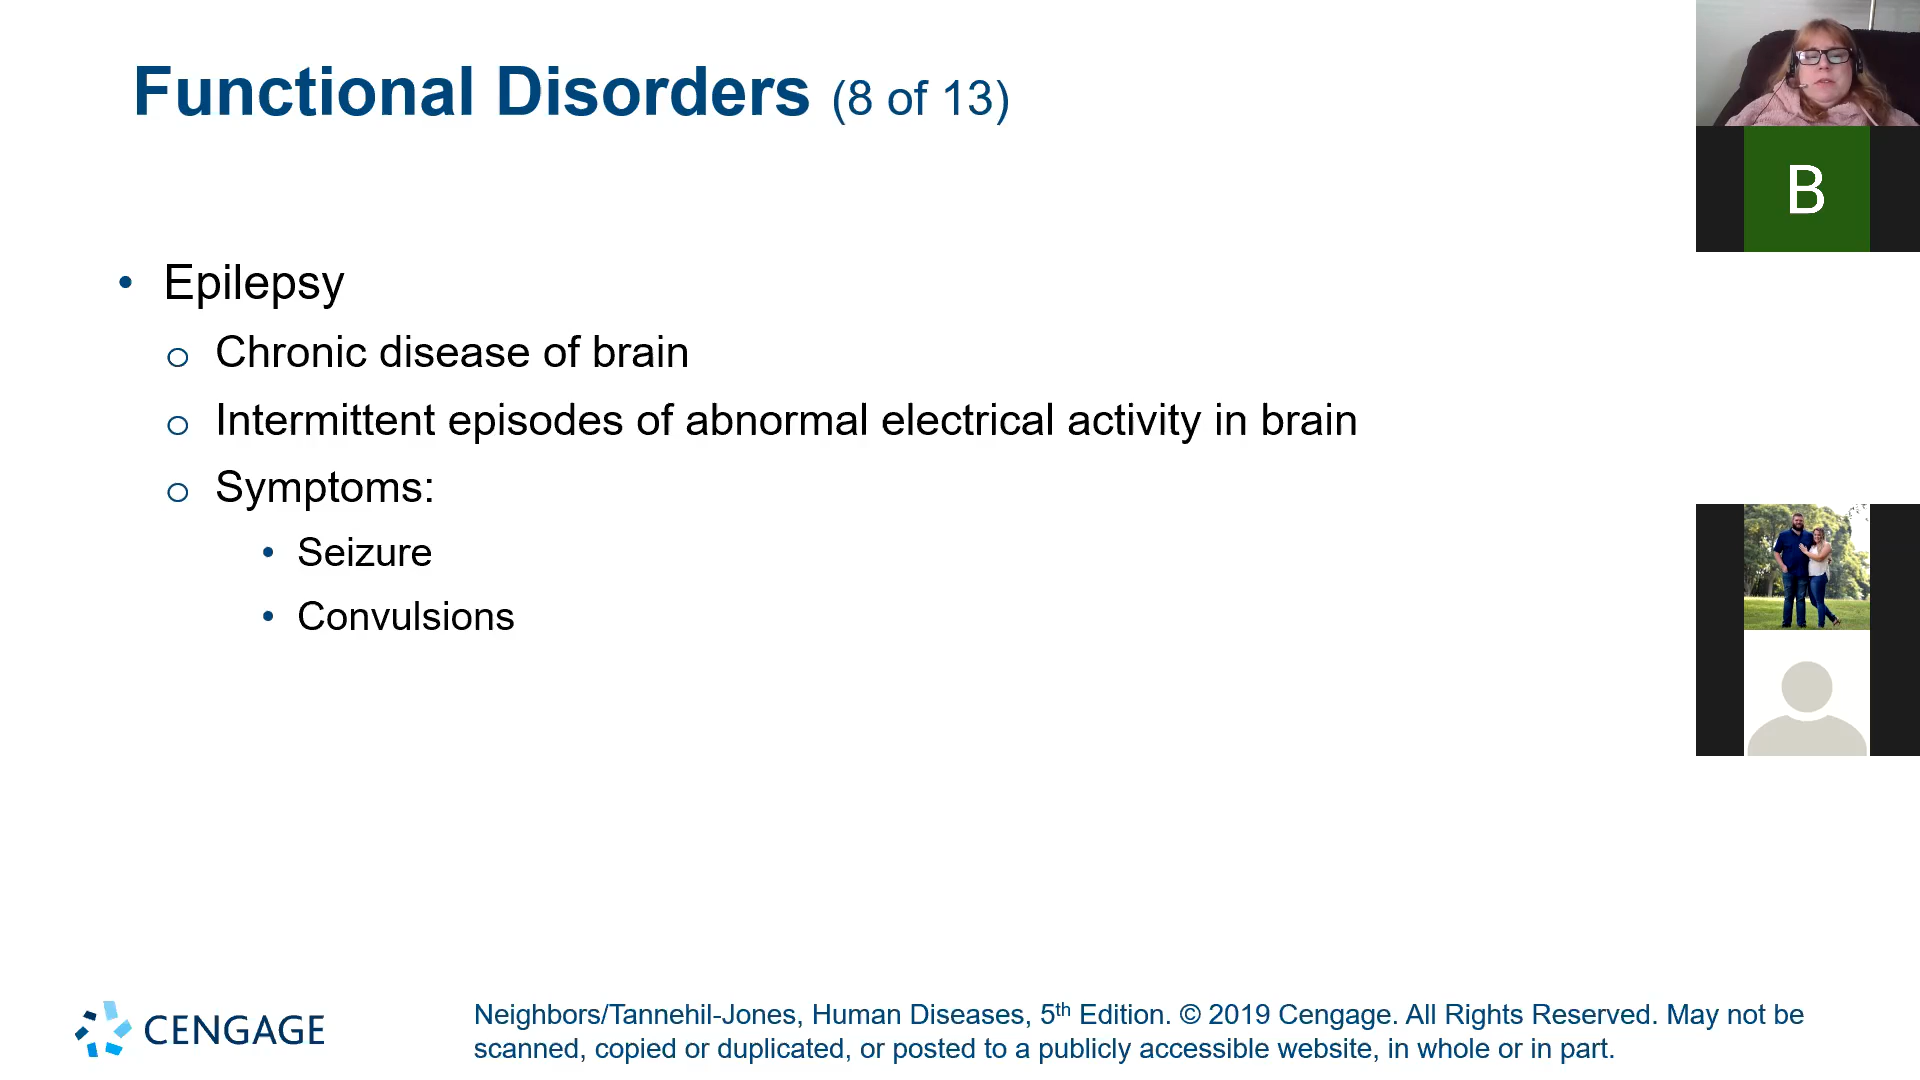 Functional Disorders (8 of 13)
B
• Epilepsy
o Chronic disease of brain
o Intermittent episodes of abnormal electrical activity in brain
o Symptoms:
• Seizure
• Convulsions
CENGAGE
Neighbors/Tannehil-Jones, Human Diseases, 5th Edition. © 2019 Cengage. All Rights Reserved. May not be
scanned, copied or duplicated, or posted to a publicly accessible website, in whole or in part.